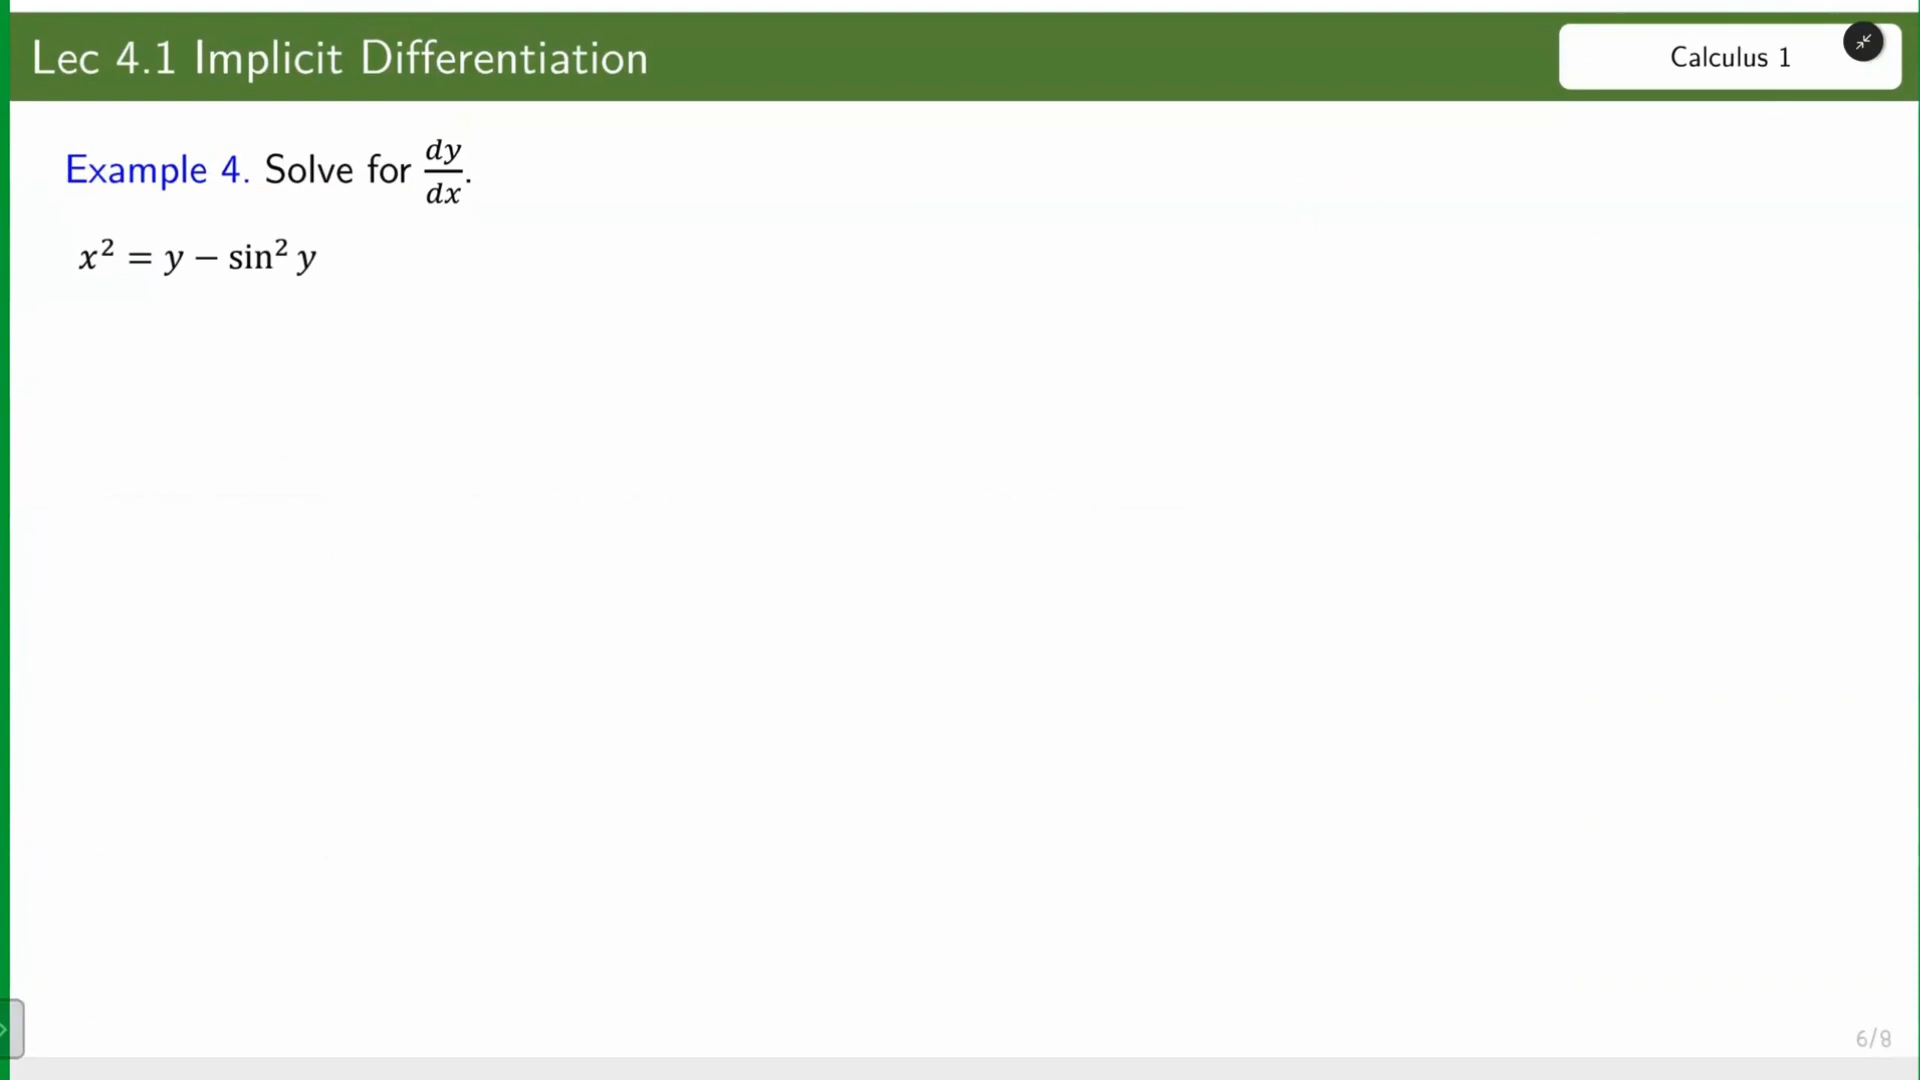 Lec 4.1 Implicit Differentiation
Calculus 1
Example 4. Solve for dy/dx.
x² = y − sin² y
6/8